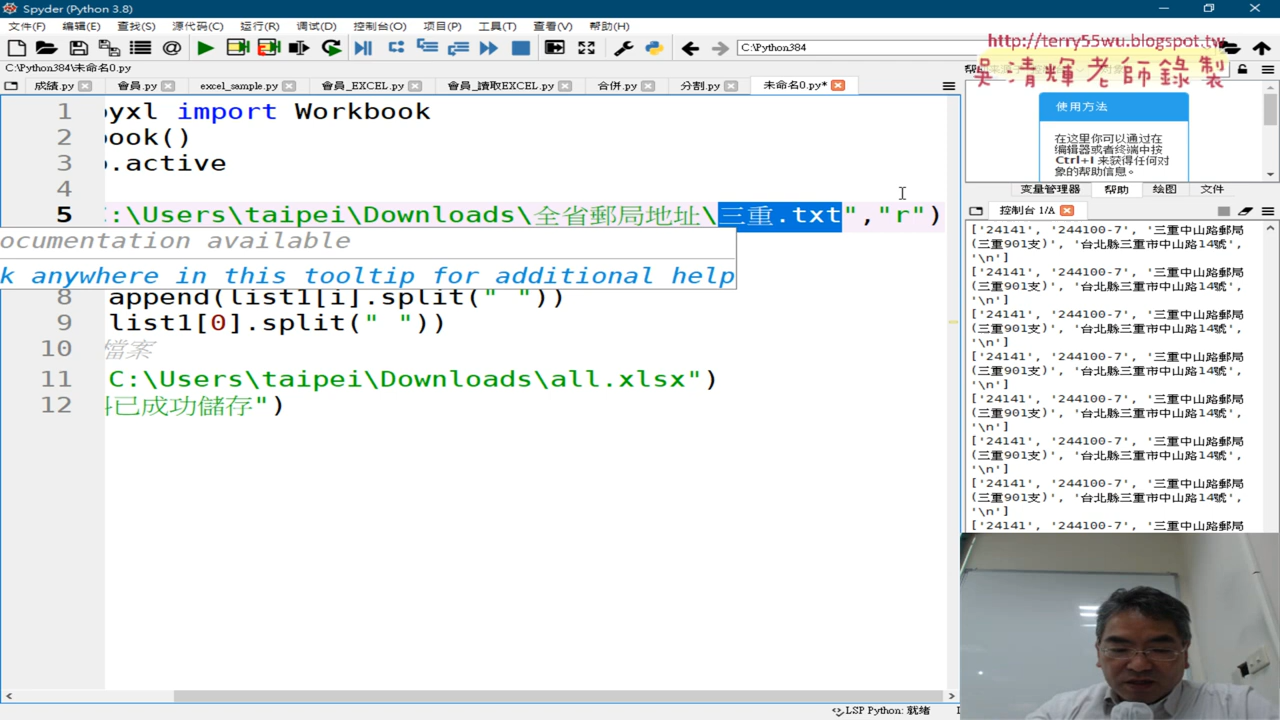 Spyder (Python 3.8)
文件(F) 编辑(E) 查找(S) 源代码(C) 运行(R) 调试(D) 控制台(O) 项目(P) 工具(T) 查看(V) 帮助(H)
C:\Python384
http://terry55wu.blogspot.tw
吳清輝老師錄製
C:\Python384\未命名0.py
成績.py 會員.py excel_sample.py 會員_EXCEL.py 會員_讀取EXCEL.py 合併.py 分割.py 未命名0.py*
使用方法
在这里你可以通过在
编辑器或者终端中按
Ctrl+I 来获得任何对
象的帮助信息。
变量管理器 帮助 绘图 文件
控制台 1/A
1 pyxl import Workbook
2 book()
3 .active
4
5 C:\Users\taipei\Downloads\全省郵局地址\三重.txt","r")
ocumentation available
k anywhere in this tooltip for additional help
8 append(list1[i].split(" "))
9 list1[0].split(" "))
10 檔案
11 C:\Users\taipei\Downloads\all.xlsx")
12 料已成功儲存")
['24141', '244100-7', '三重中山路郵局
(三重901支)', '台北縣三重市中山路14號',
'\n']
['24141', '244100-7', '三重中山路郵局
(三重901支)', '台北縣三重市中山路14號',
'\n']
['24141', '244100-7', '三重中山路郵局
(三重901支)', '台北縣三重市中山路14號',
'\n']
['24141', '244100-7', '三重中山路郵局
(三重901支)', '台北縣三重市中山路14號',
'\n']
['24141', '244100-7', '三重中山路郵局
(三重901支)', '台北縣三重市中山路14號',
'\n']
['24141', '244100-7', '三重中山路郵局
(三重901支)', '台北縣三重市中山路14號',
'\n']
['24141', '244100-7', '三重中山路郵局
(三重901支)', '台北縣三重市中山路14號',
'\n']
['24141', '244100-7', '三重中山路郵局
LSP Python: 就绪